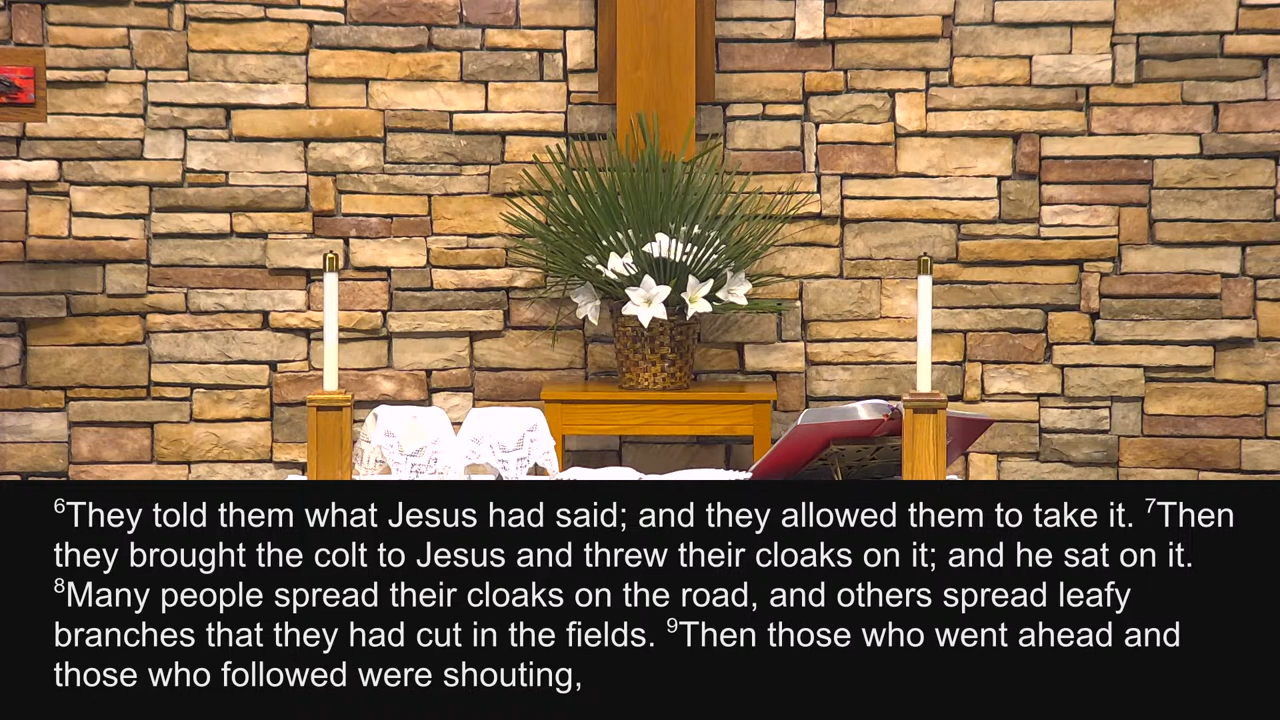 ⁶They told them what Jesus had said; and they allowed them to take it. ⁷Then
they brought the colt to Jesus and threw their cloaks on it; and he sat on it.
⁸Many people spread their cloaks on the road, and others spread leafy
branches that they had cut in the fields. ⁹Then those who went ahead and
those who followed were shouting,